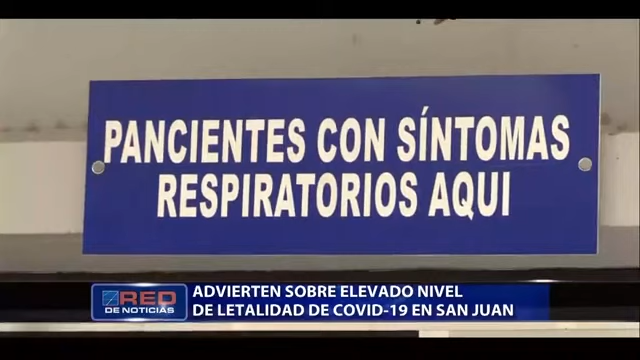 PANCIENTES CON SÍNTOMAS
RESPIRATORIOS AQUI
RED
DE NOTICIAS
ADVIERTEN SOBRE ELEVADO NIVEL
DE LETALIDAD DE COVID-19 EN SAN JUAN